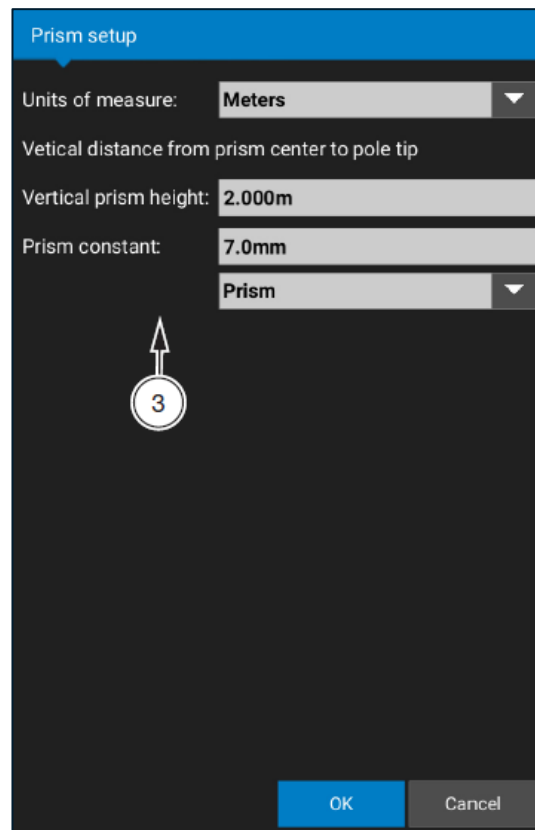 Prism setup
Units of measure: Meters
Vetical distance from prism center to pole tip
Vertical prism height: 2.000m
Prism constant: 7.0mm
Prism
3
OK Cancel